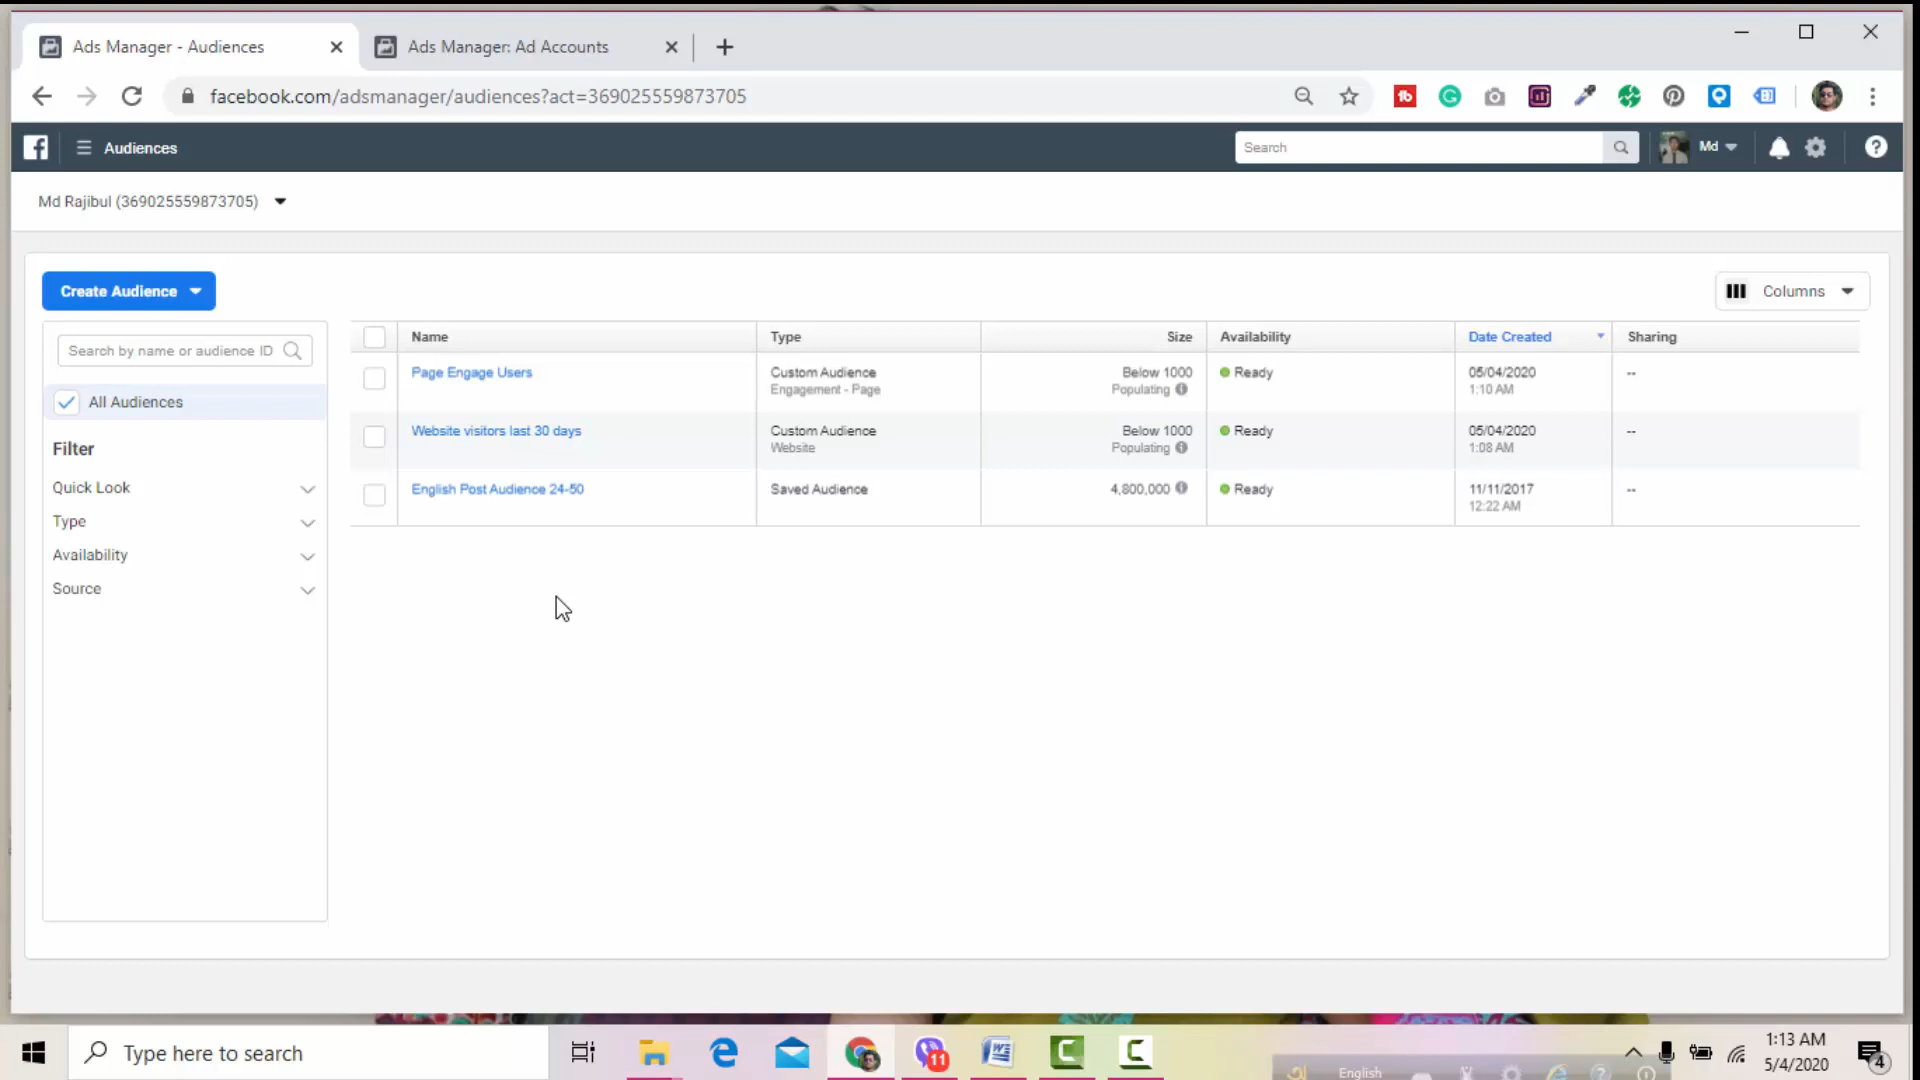 Ads Manager - Audiences
Ads Manager: Ad Accounts
facebook.com/adsmanager/audiences?act=369025559873705
Audiences
Search
Md
Md Rajibul (369025559873705)
Create Audience
Columns
Search by name or audience ID
All Audiences
Filter
Quick Look
Type
Availability
Source
Name Type Size Availability Date Created Sharing
Page Engage Users Custom Audience Below 1000 Ready 05/04/2020 --
Engagement - Page Populating 1:10 AM
Website visitors last 30 days Custom Audience Below 1000 Ready 05/04/2020 --
Website Populating 1:08 AM
English Post Audience 24-50 Saved Audience 4,800,000 Ready 11/11/2017 --
12:22 AM
Type here to search
11
English
1:13 AM
5/4/2020
4